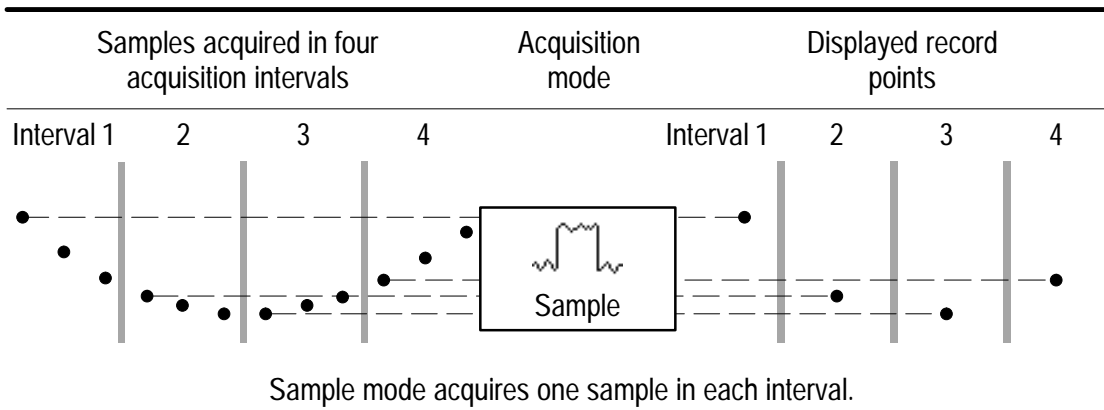 Samples acquired in four
acquisition intervals
Acquisition
mode
Displayed record
points
Interval 1 2 3 4 Interval 1 2 3 4
Sample
Sample mode acquires one sample in each interval.